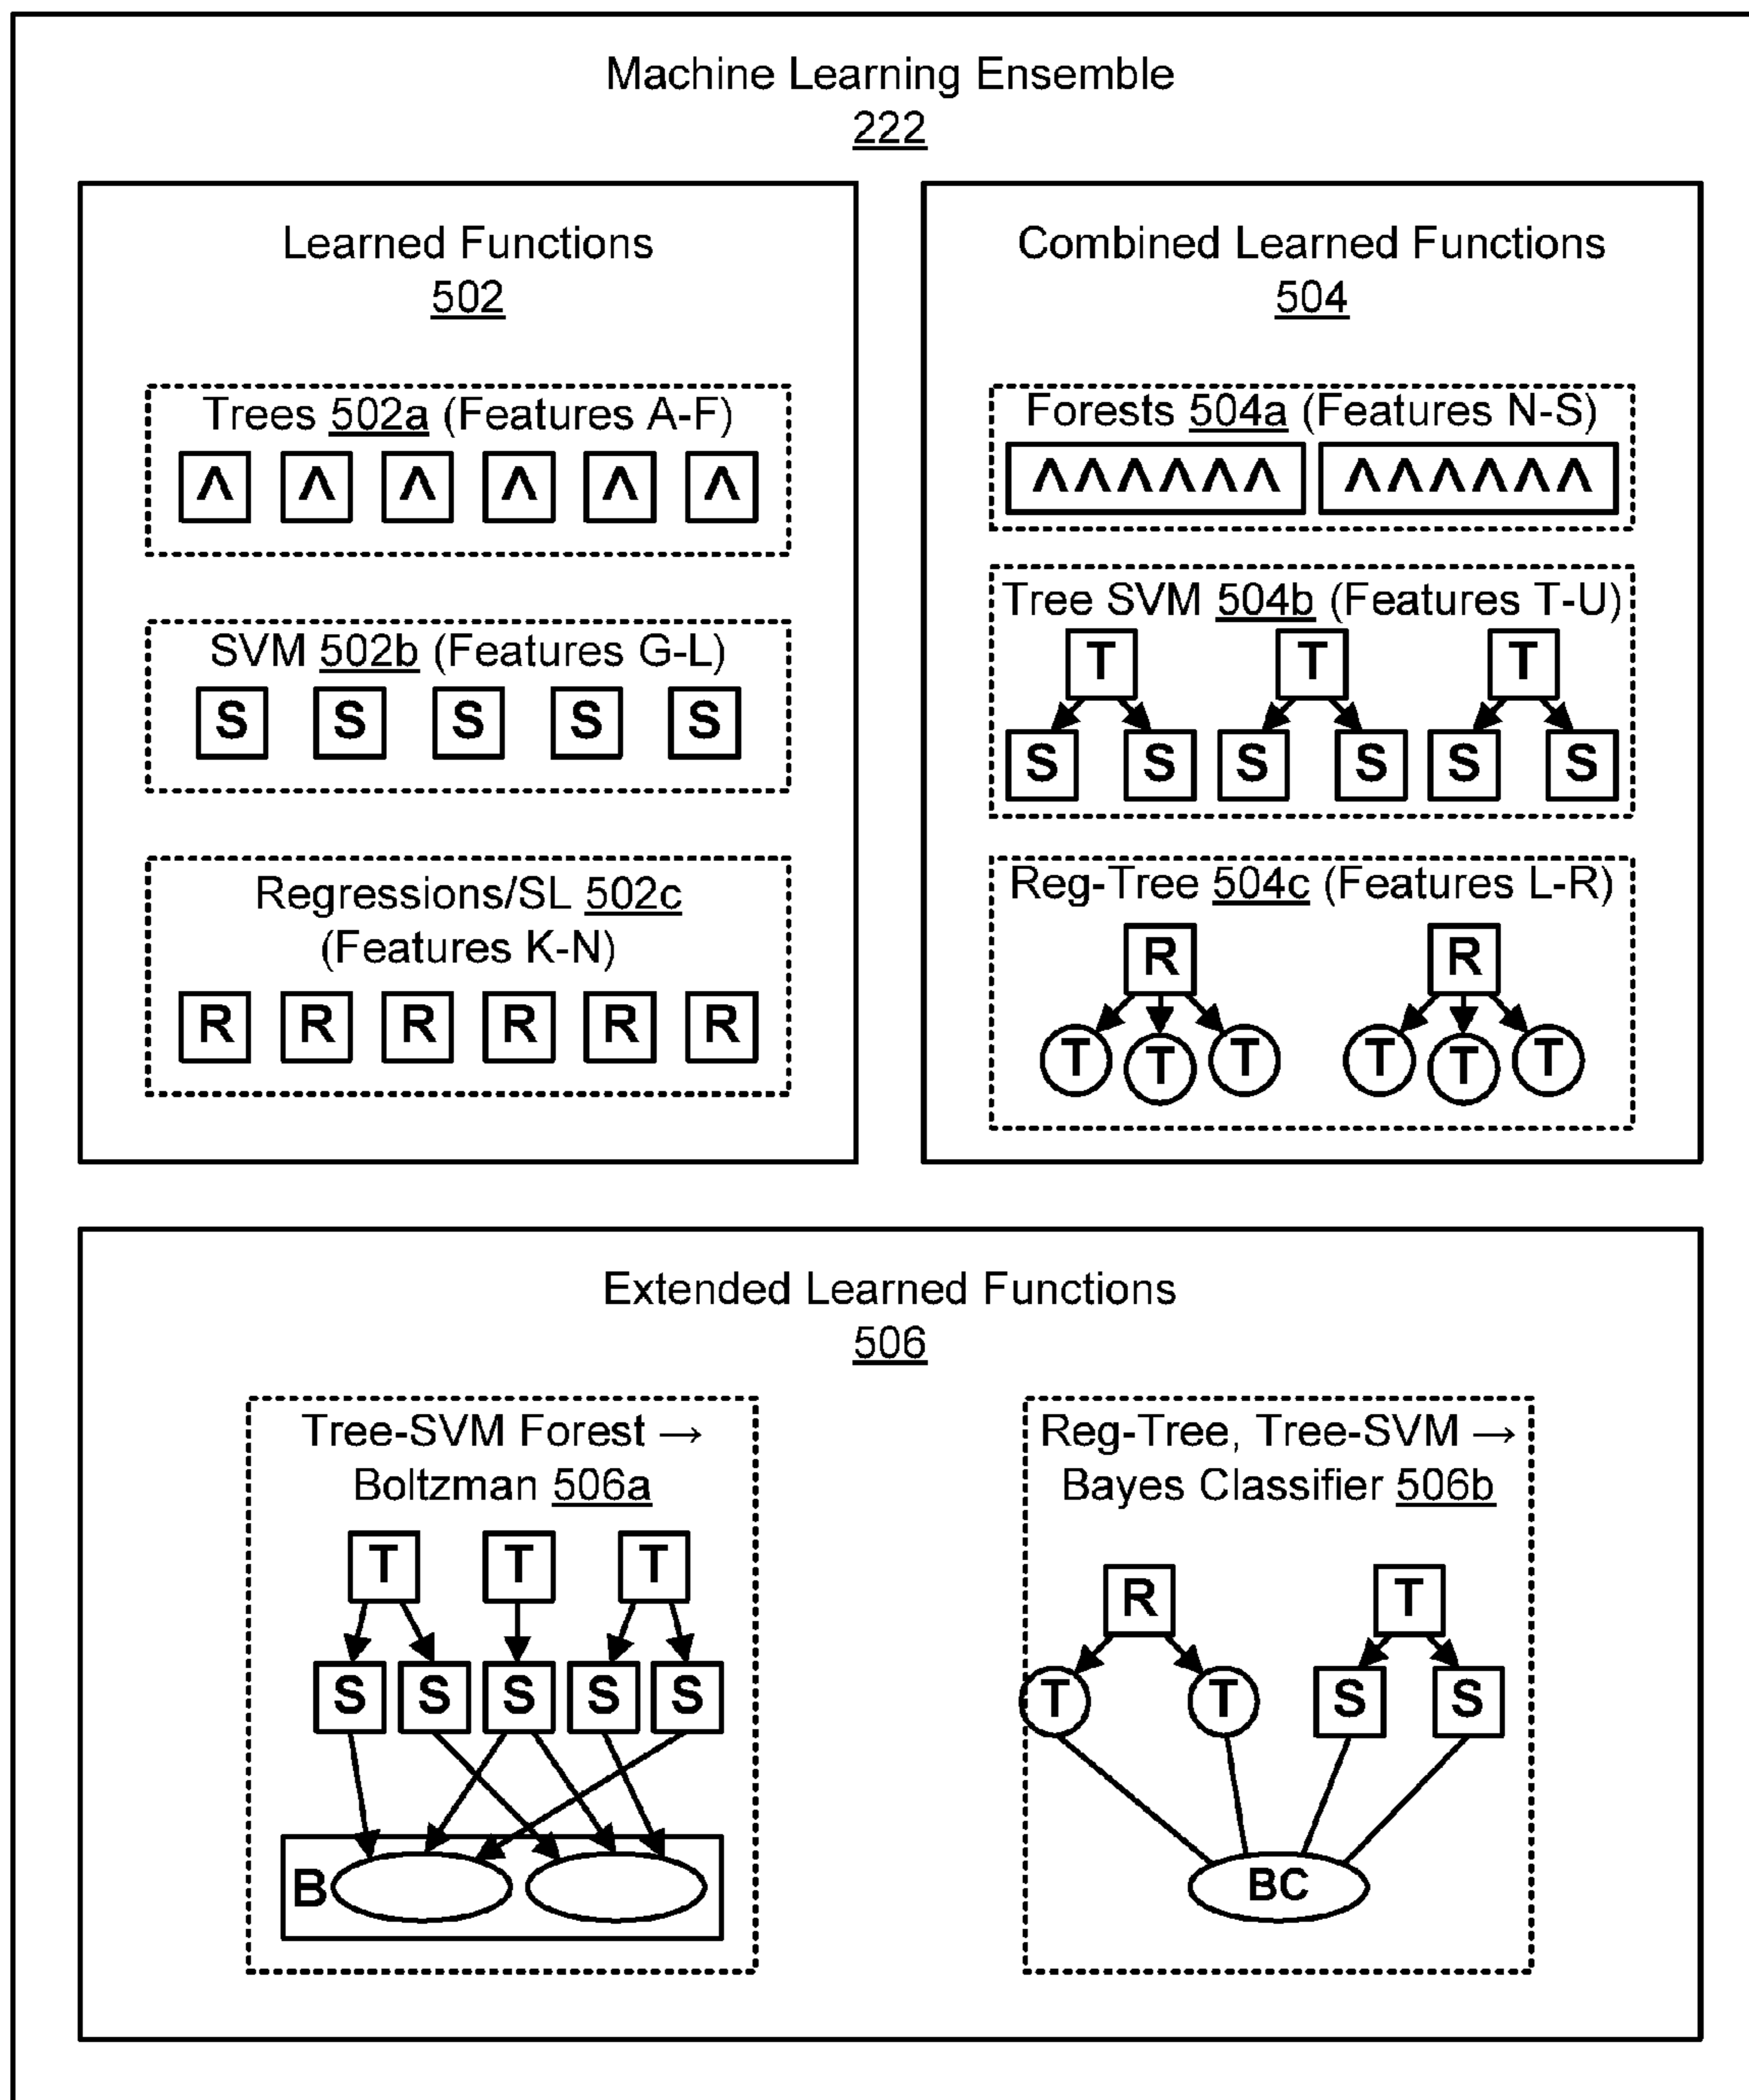 Machine Learning Ensemble
222
Learned Functions
502
Trees 502a (Features A-F)
Λ Λ Λ Λ Λ Λ
SVM 502b (Features G-L)
S S S S S
Regressions/SL 502c
(Features K-N)
R R R R R R
Combined Learned Functions
504
Forests 504a (Features N-S)
ΛΛΛΛΛΛ ΛΛΛΛΛΛ
Tree SVM 504b (Features T-U)
T T T
S S S S S S
Reg-Tree 504c (Features L-R)
R R
T T T T T T
Extended Learned Functions
506
Tree-SVM Forest →
Boltzman 506a
T T T
S S S S S
B
Reg-Tree, Tree-SVM →
Bayes Classifier 506b
R T
T T S S
BC